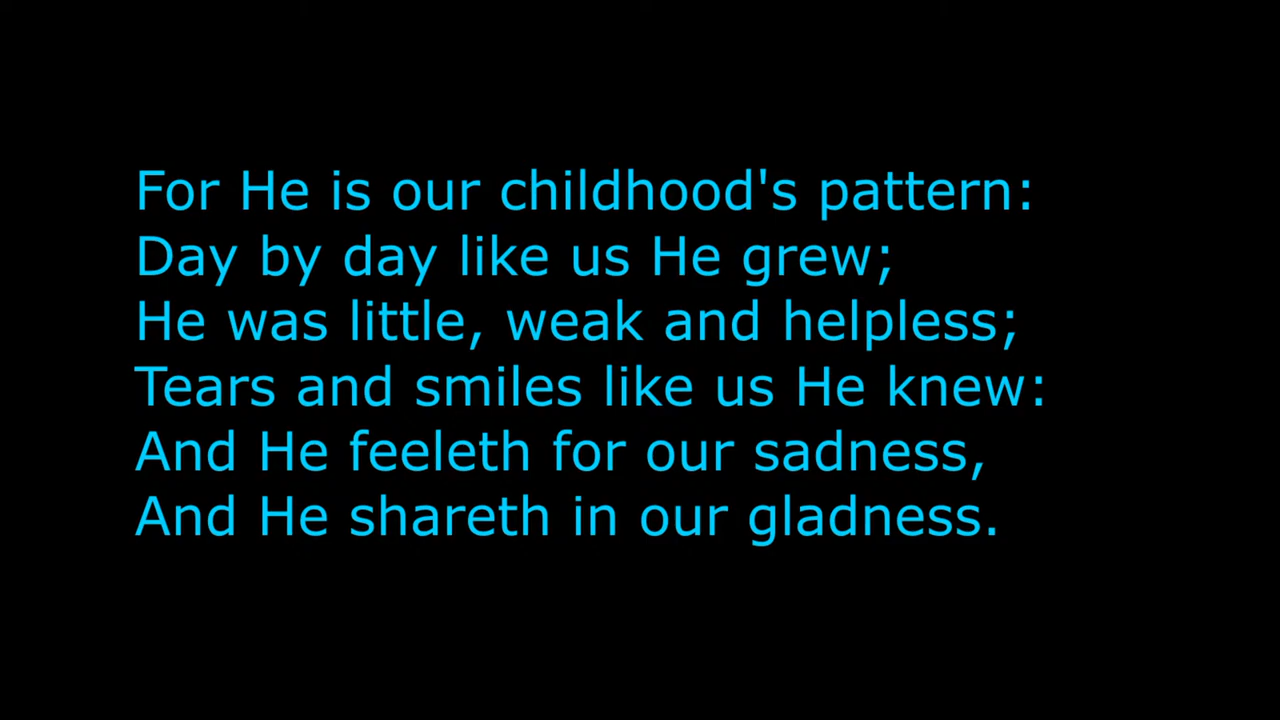 For He is our childhood's pattern:
Day by day like us He grew;
He was little, weak and helpless;
Tears and smiles like us He knew:
And He feeleth for our sadness,
And He shareth in our gladness.